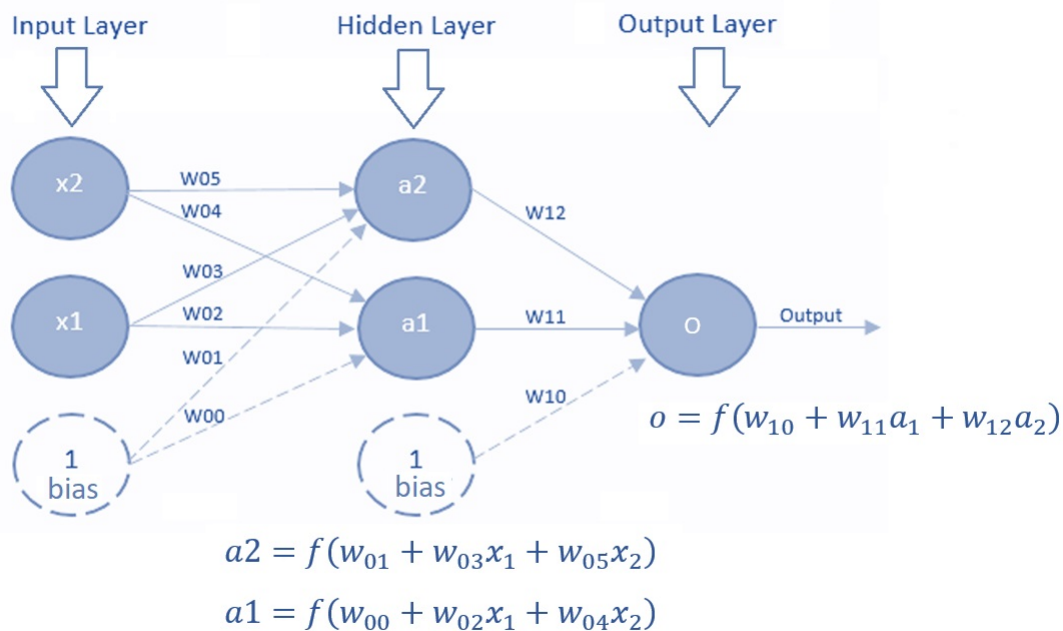 Input Layer
Hidden Layer
Output Layer
x2
W05
a2
W04
W12
W03
x1
W02
a1
W11
O
Output
W01
W00
W10
1
bias
1
bias
o = f(w₁₀ + w₁₁a₁ + w₁₂a₂)
a2 = f(w₀₁ + w₀₃x₁ + w₀₅x₂)
a1 = f(w₀₀ + w₀₂x₁ + w₀₄x₂)